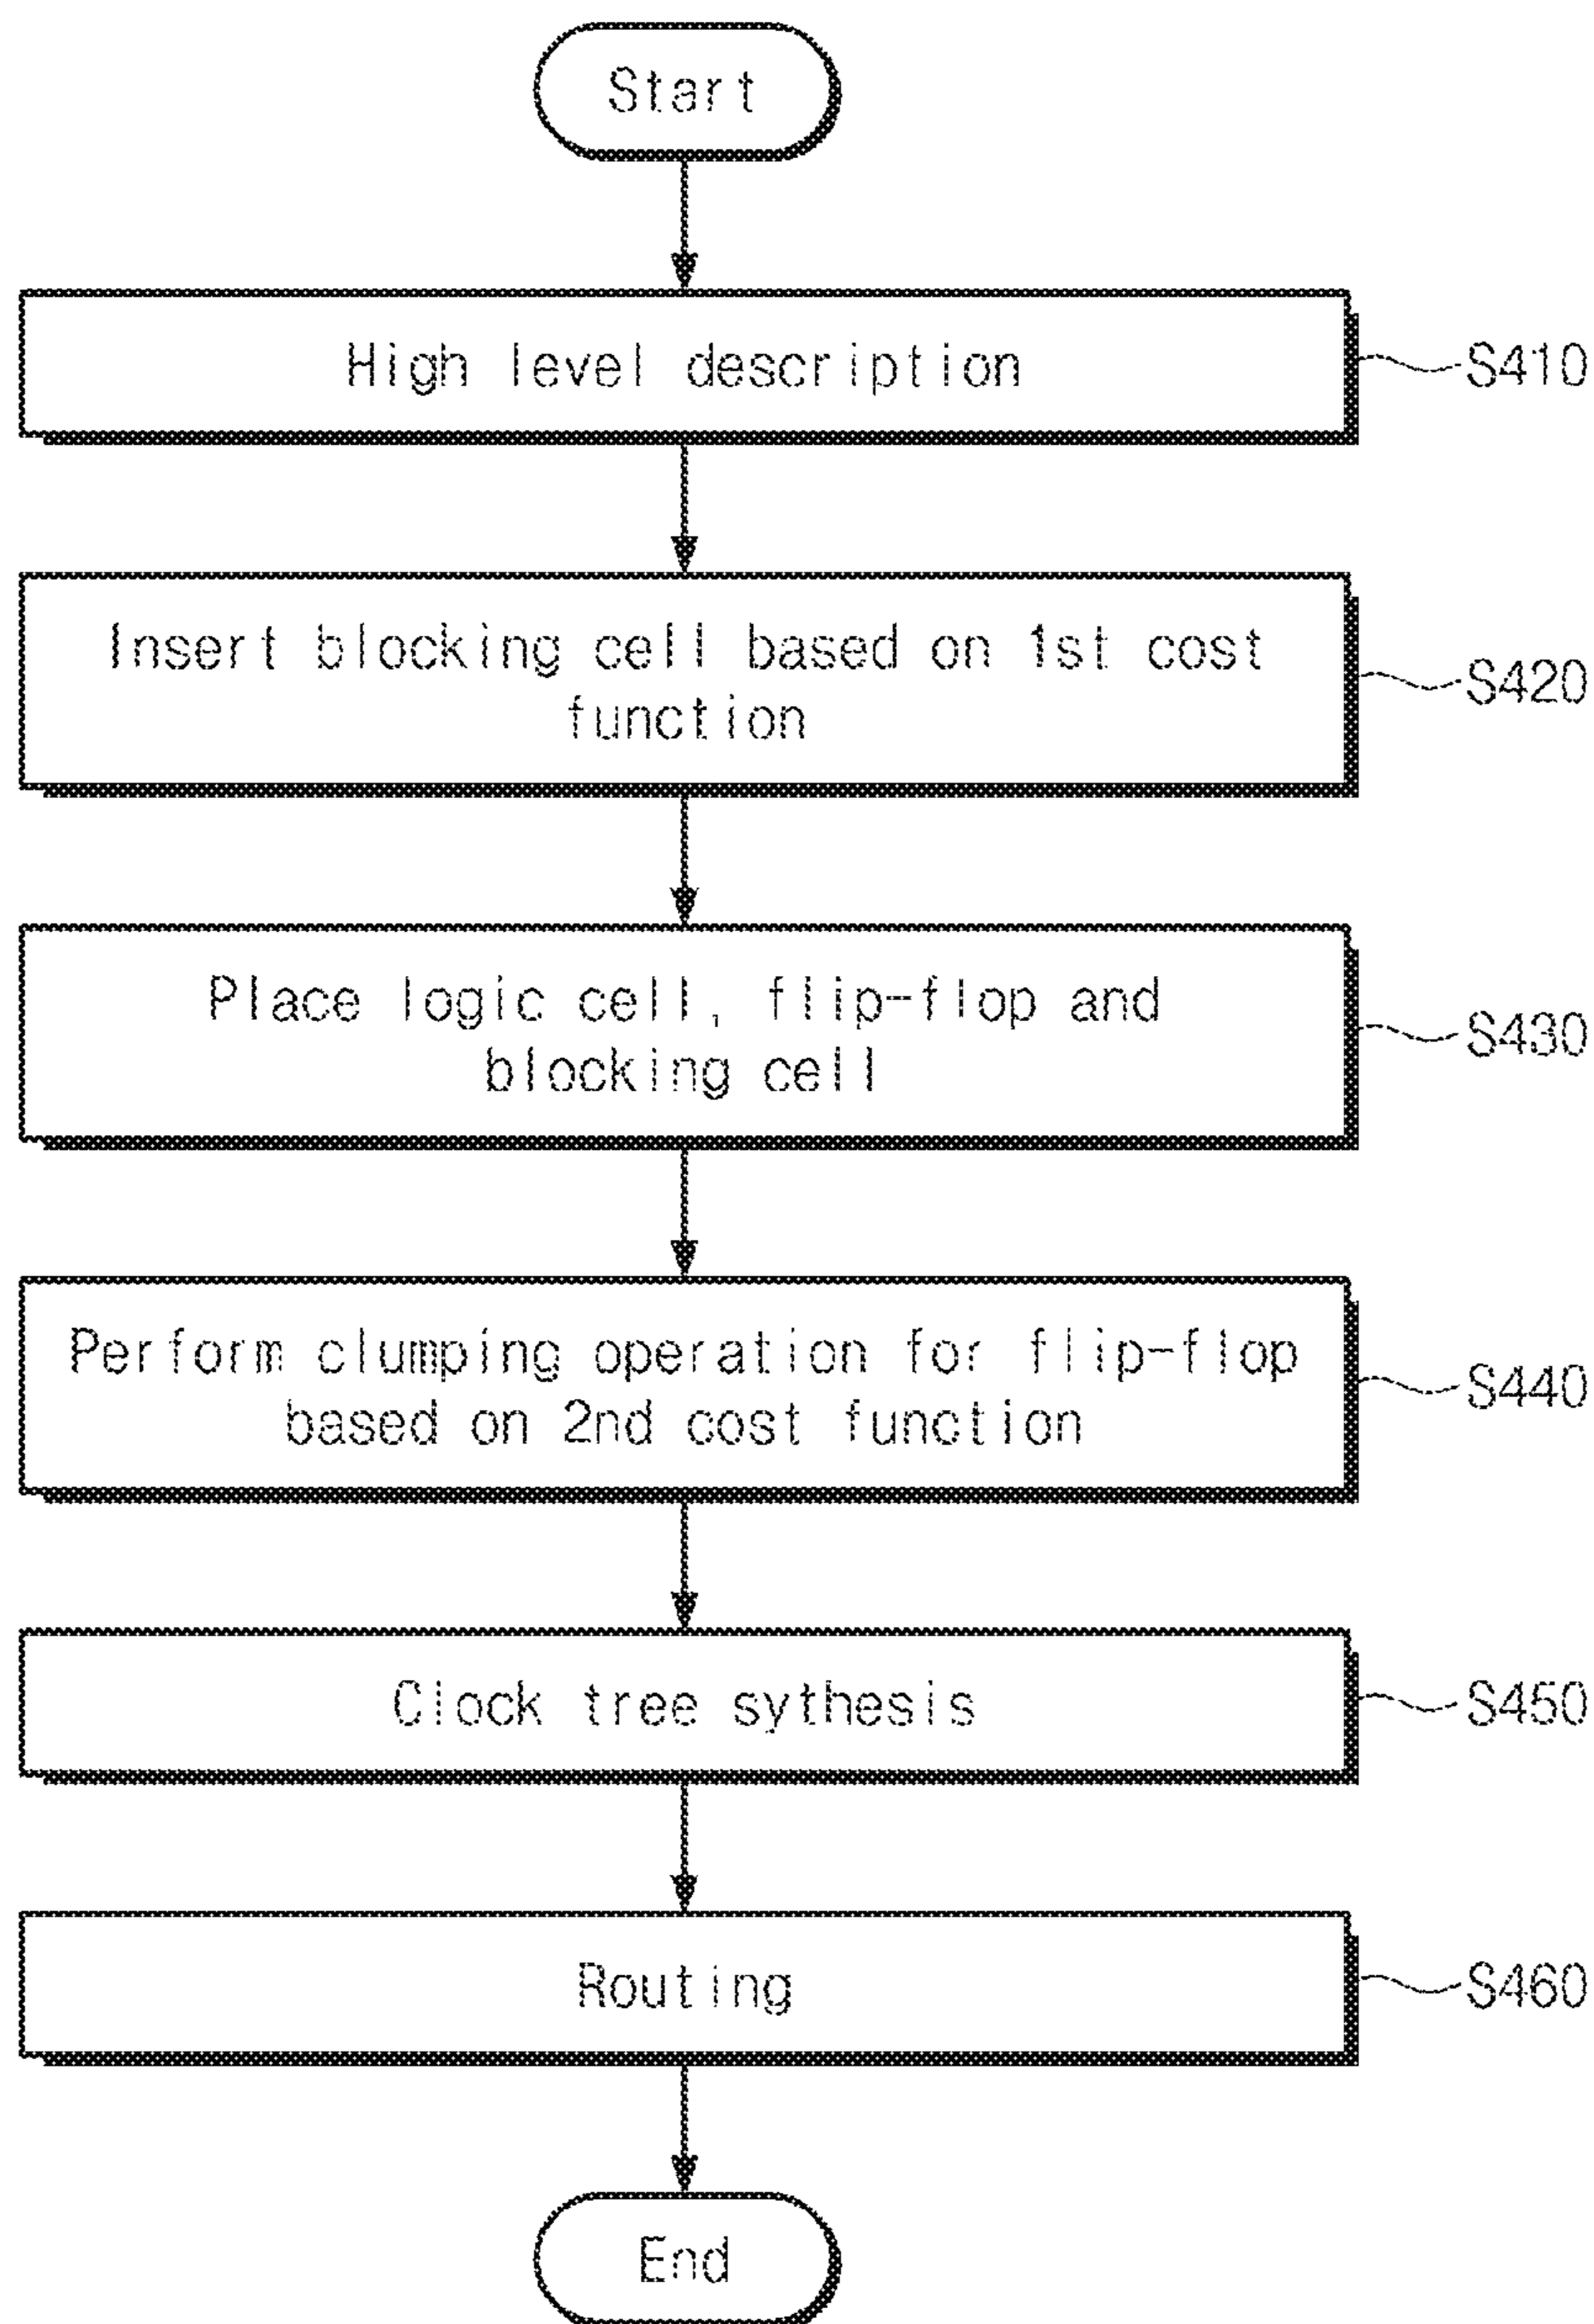 Start
High level description
S410
Insert blocking cell based on 1st cost
function
S420
Place logic cell, flip-flop and
blocking cell
S430
Perform clumping operation for flip-flop
based on 2nd cost function
S440
Clock tree sythesis
S450
Routing
S460
End